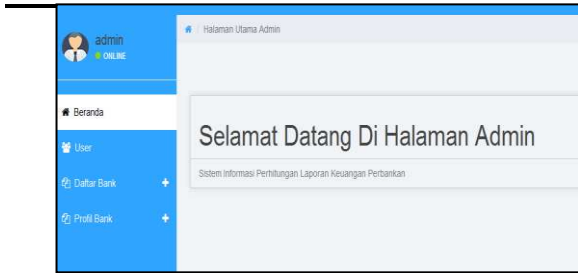 admin
ONLINE
/ Halaman Utama Admin
Beranda
User
Daftar Bank +
Profil Bank +
Selamat Datang Di Halaman Admin
Sistem Informasi Perhitungan Laporan Keuangan Perbankan